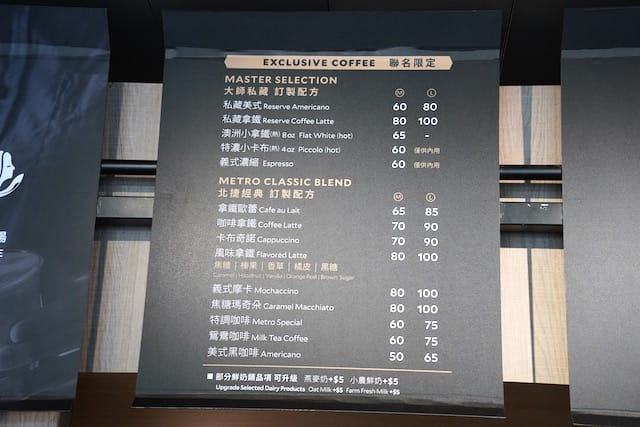 EXCLUSIVE COFFEE 聯名限定
MASTER SELECTION
大師私藏 訂製配方 M L
私藏美式 Reserve Americano 60 80
私藏拿鐵 Reserve Coffee Latte 80 100
澳洲小拿鐵(熱) 8oz Flat White (hot) 65 -
特濃小卡布(熱) 4oz Piccolo (hot) 60 僅供內用
義式濃縮 Espresso 60 僅供內用
METRO CLASSIC BLEND
北捷經典 訂製配方 M L
拿鐵歐蕾 Cafe au Lait 65 85
咖啡拿鐵 Coffee Latte 70 90
卡布奇諾 Cappuccino 70 90
風味拿鐵 Flavored Latte 80 100
焦糖 | 榛果 | 香草 | 橘皮 | 黑糖
Caramel | Hazelnut | Vanilla | Orange Peel | Brown Sugar
義式摩卡 Mochaccino 80 100
焦糖瑪奇朵 Caramel Macchiato 80 100
特調咖啡 Metro Special 60 75
鴛鴦咖啡 Milk Tea Coffee 60 75
美式黑咖啡 Americano 50 65
■ 部分鮮奶類品項 可升級 燕麥奶+$5 小農鮮奶+$5
Upgrade Selected Dairy Products Oat Milk +$5 Farm Fresh Milk +$5